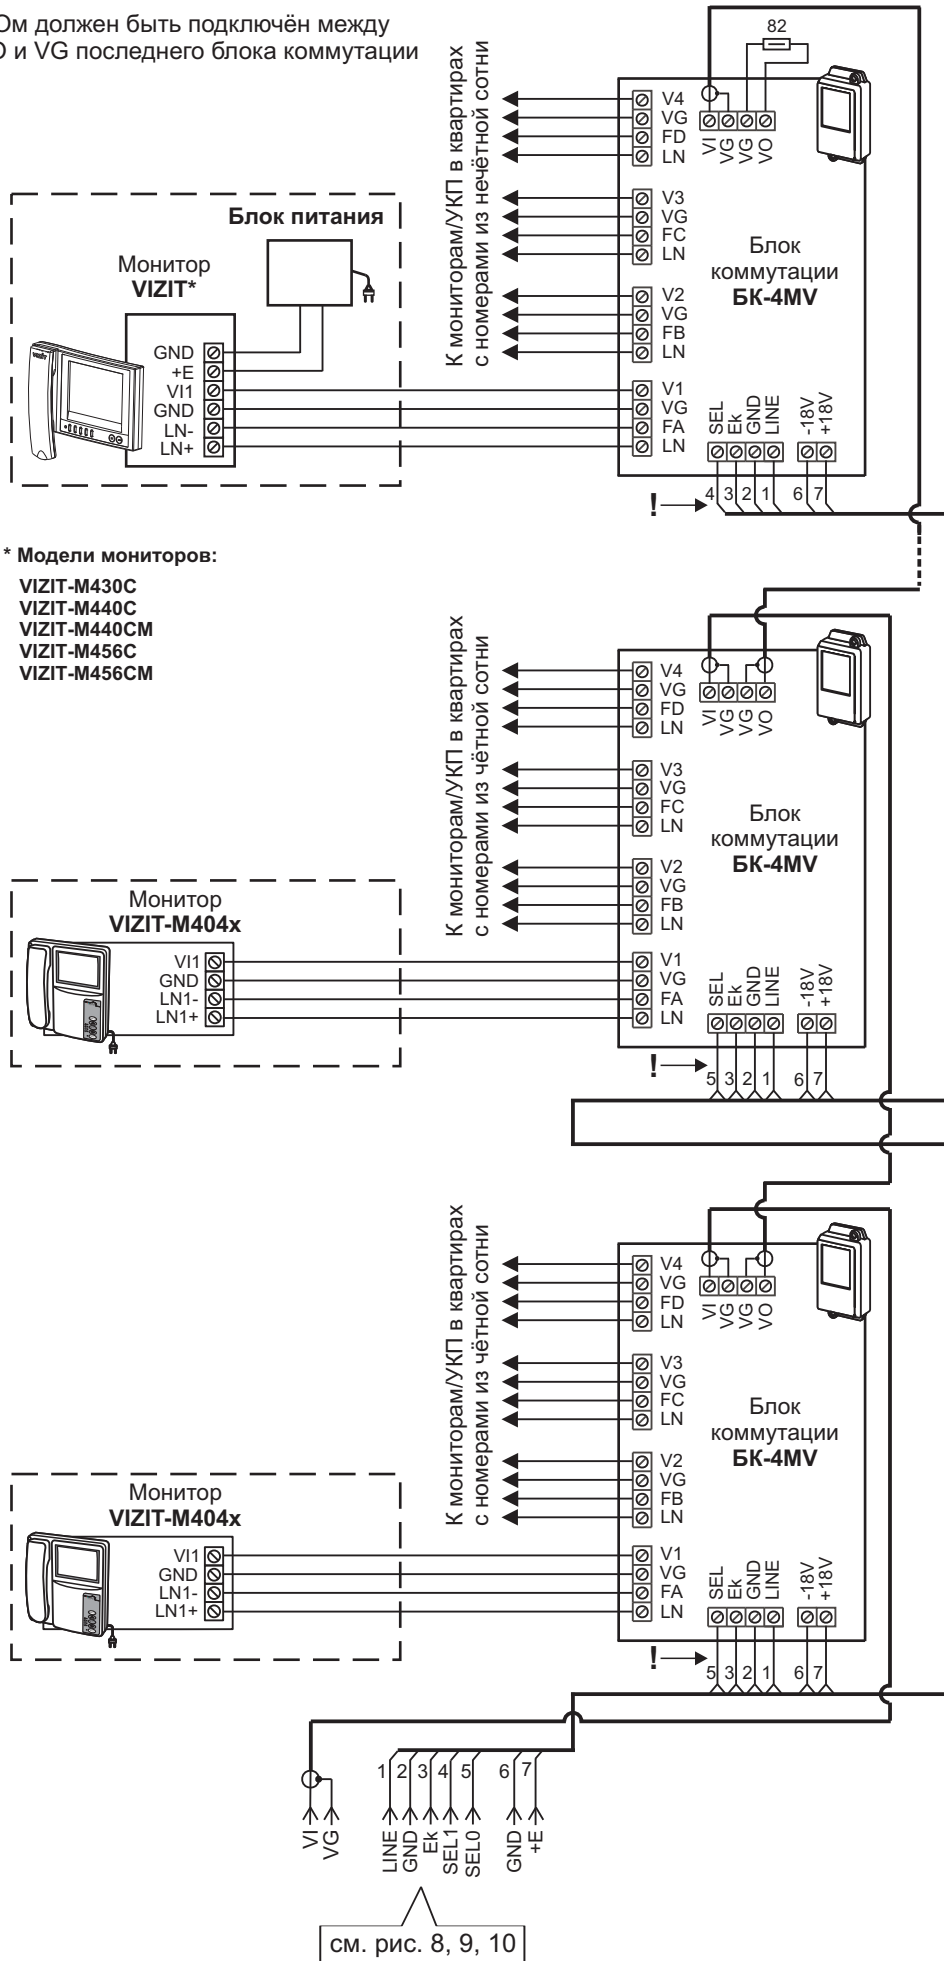 Ом должен быть подключён между
О и VG последнего блока коммутации
82
К мониторам/УКП в квартирах
с номерами из нечётной сотни
V4
VG
FD
LN
VI
VG
VG
VO
V3
VG
FC
LN
Блок
коммутации
БК-4MV
V2
VG
FB
LN
V1
VG
FA
LN
SEL
Ek
GND
LINE
-18V
+18V
! 4 3 2 1 6 7
Блок питания
Монитор
VIZIT*
GND
+E
VI1
GND
LN-
LN+
* Модели мониторов:
VIZIT-M430C
VIZIT-M440C
VIZIT-M440CM
VIZIT-M456C
VIZIT-M456CM
К мониторам/УКП в квартирах
с номерами из чётной сотни
V4
VG
FD
LN
VI
VG
VG
VO
V3
VG
FC
LN
Блок
коммутации
БК-4MV
V2
VG
FB
LN
V1
VG
FA
LN
SEL
Ek
GND
LINE
-18V
+18V
! 5 3 2 1 6 7
Монитор
VIZIT-M404x
VI1
GND
LN1-
LN1+
К мониторам/УКП в квартирах
с номерами из чётной сотни
V4
VG
FD
LN
VI
VG
VG
VO
V3
VG
FC
LN
Блок
коммутации
БК-4MV
V2
VG
FB
LN
V1
VG
FA
LN
SEL
Ek
GND
LINE
-18V
+18V
! 5 3 2 1 6 7
Монитор
VIZIT-M404x
VI1
GND
LN1-
LN1+
1 2 3 4 5 6 7
VI
VG
LINE
GND
Ek
SEL1
SEL0
GND
+E
см. рис. 8, 9, 10